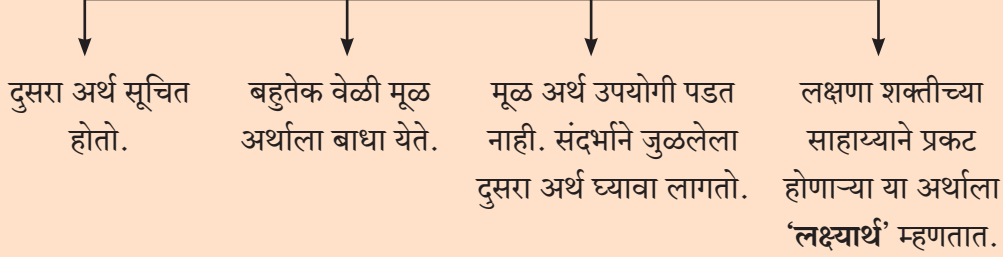 दुसरा अर्थ सूचित
होतो.
बहुतेक वेळी मूळ
अर्थाला बाधा येते.
मूळ अर्थ उपयोगी पडत
नाही. संदर्भाने जुळलेला
दुसरा अर्थ घ्यावा लागतो.
लक्षणा शक्तीच्या
साहाय्याने प्रकट
होणाऱ्या या अर्थाला
‘लक्ष्यार्थ’ म्हणतात.